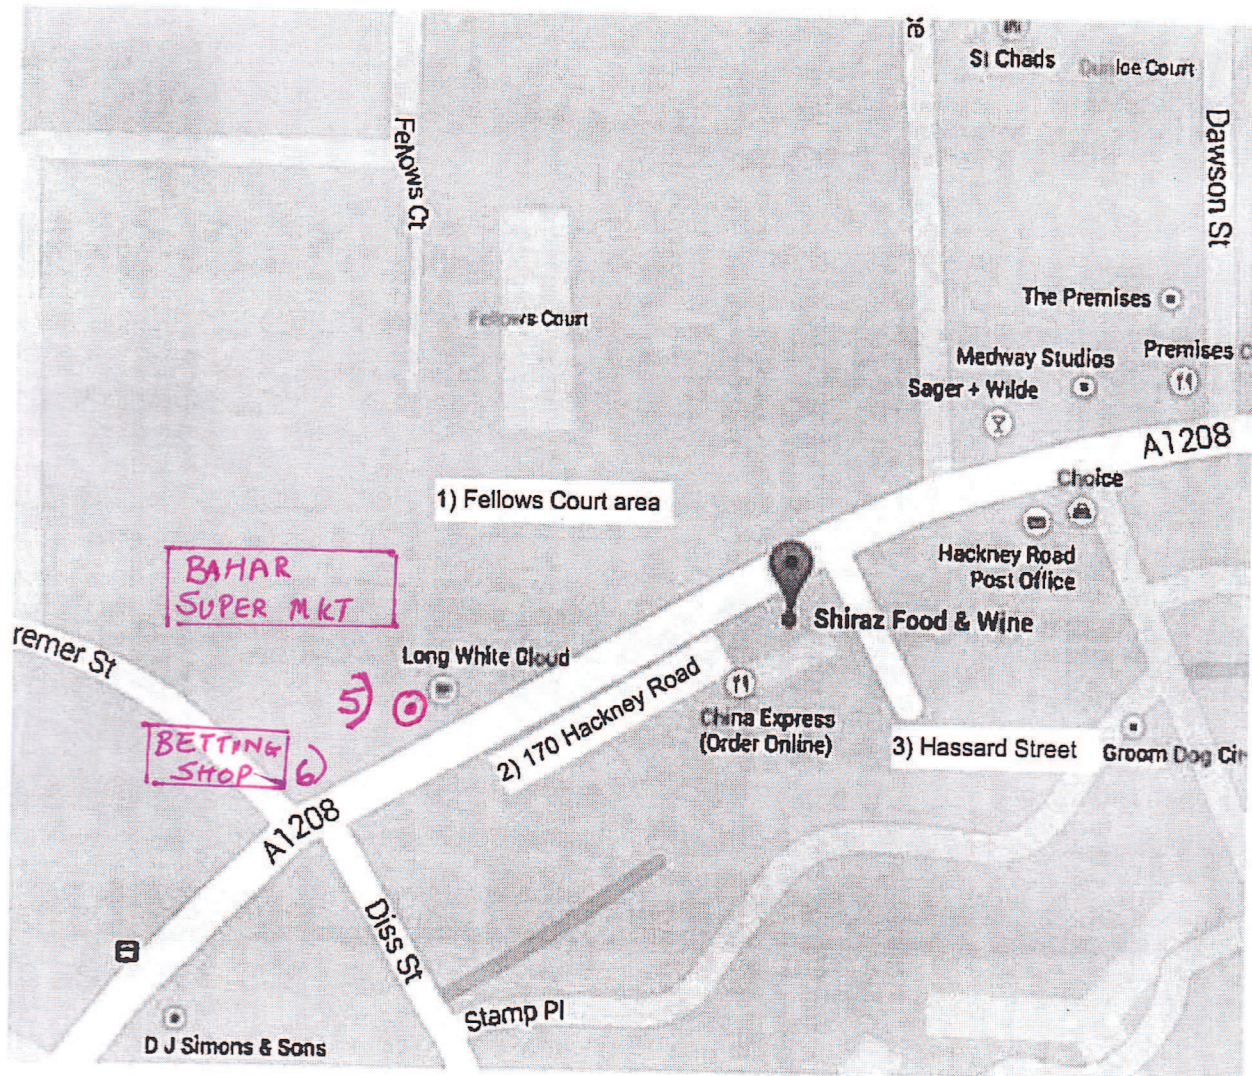 St Chads
Dunloe Court
Fellows Ct
Dawson St
The Premises
Fellows Court
Medway Studios
Premises C
Sager + Wilde
A1208
Choice
1) Fellows Court area
Hackney Road
Post Office
BAHAR
SUPER MKT
Shiraz Food & Wine
remer St
Long White Cloud
5)
2) 170 Hackney Road
China Express
(Order Online)
3) Hassard Street
Groom Dog Cit
BETTING
SHOP
6)
A1208
Diss St
Stamp Pl
D J Simons & Sons